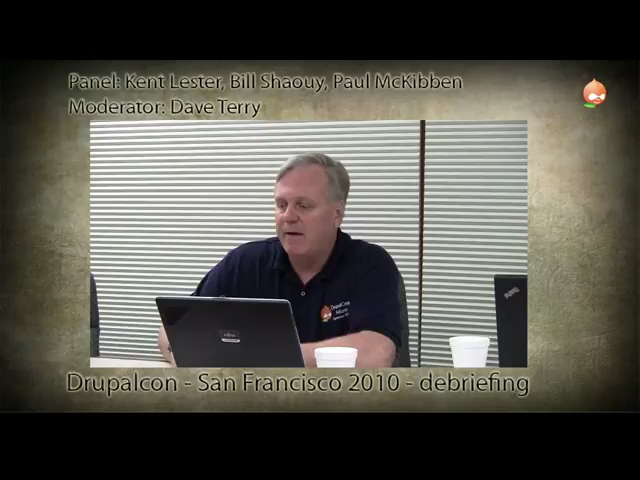 Panel: Kent Lester, Bill Shaouy, Paul McKibben
Moderator: Dave Terry
Drupalcon - San Francisco 2010 - debriefing